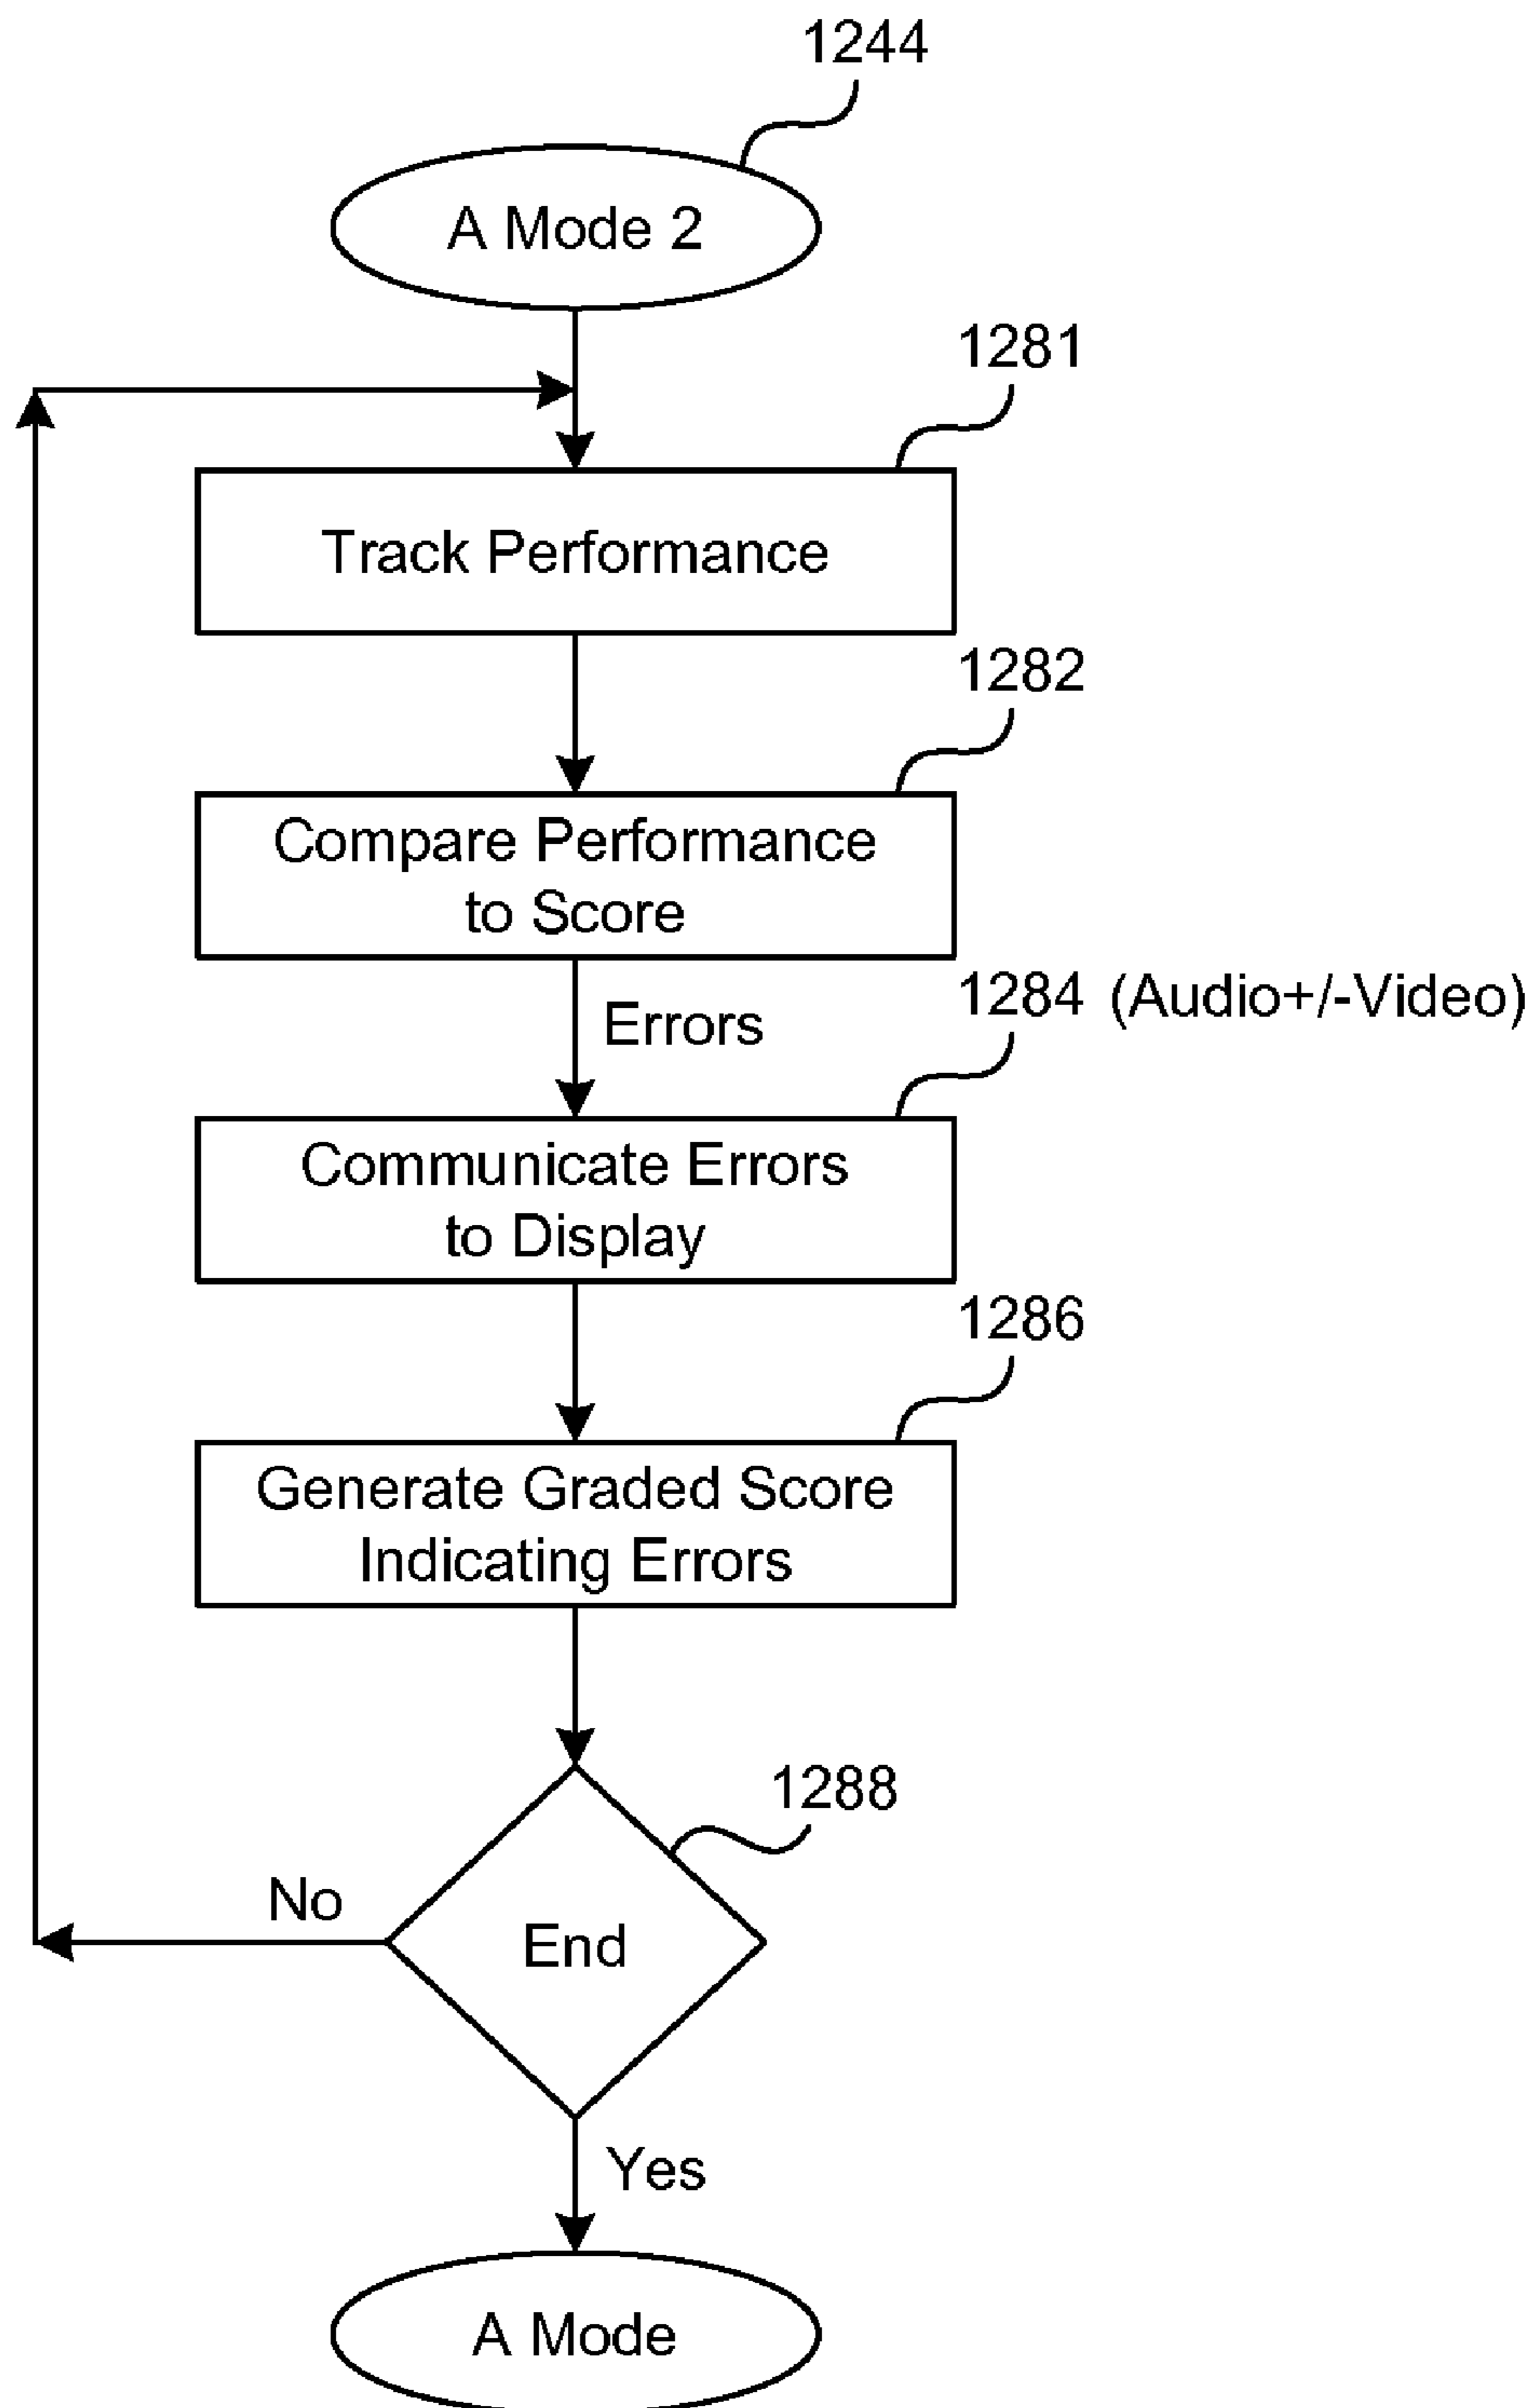 1244
A Mode 2
1281
Track Performance
1282
Compare Performance
to Score
1284 (Audio+/-Video)
Errors
Communicate Errors
to Display
1286
Generate Graded Score
Indicating Errors
1288
No
End
Yes
A Mode